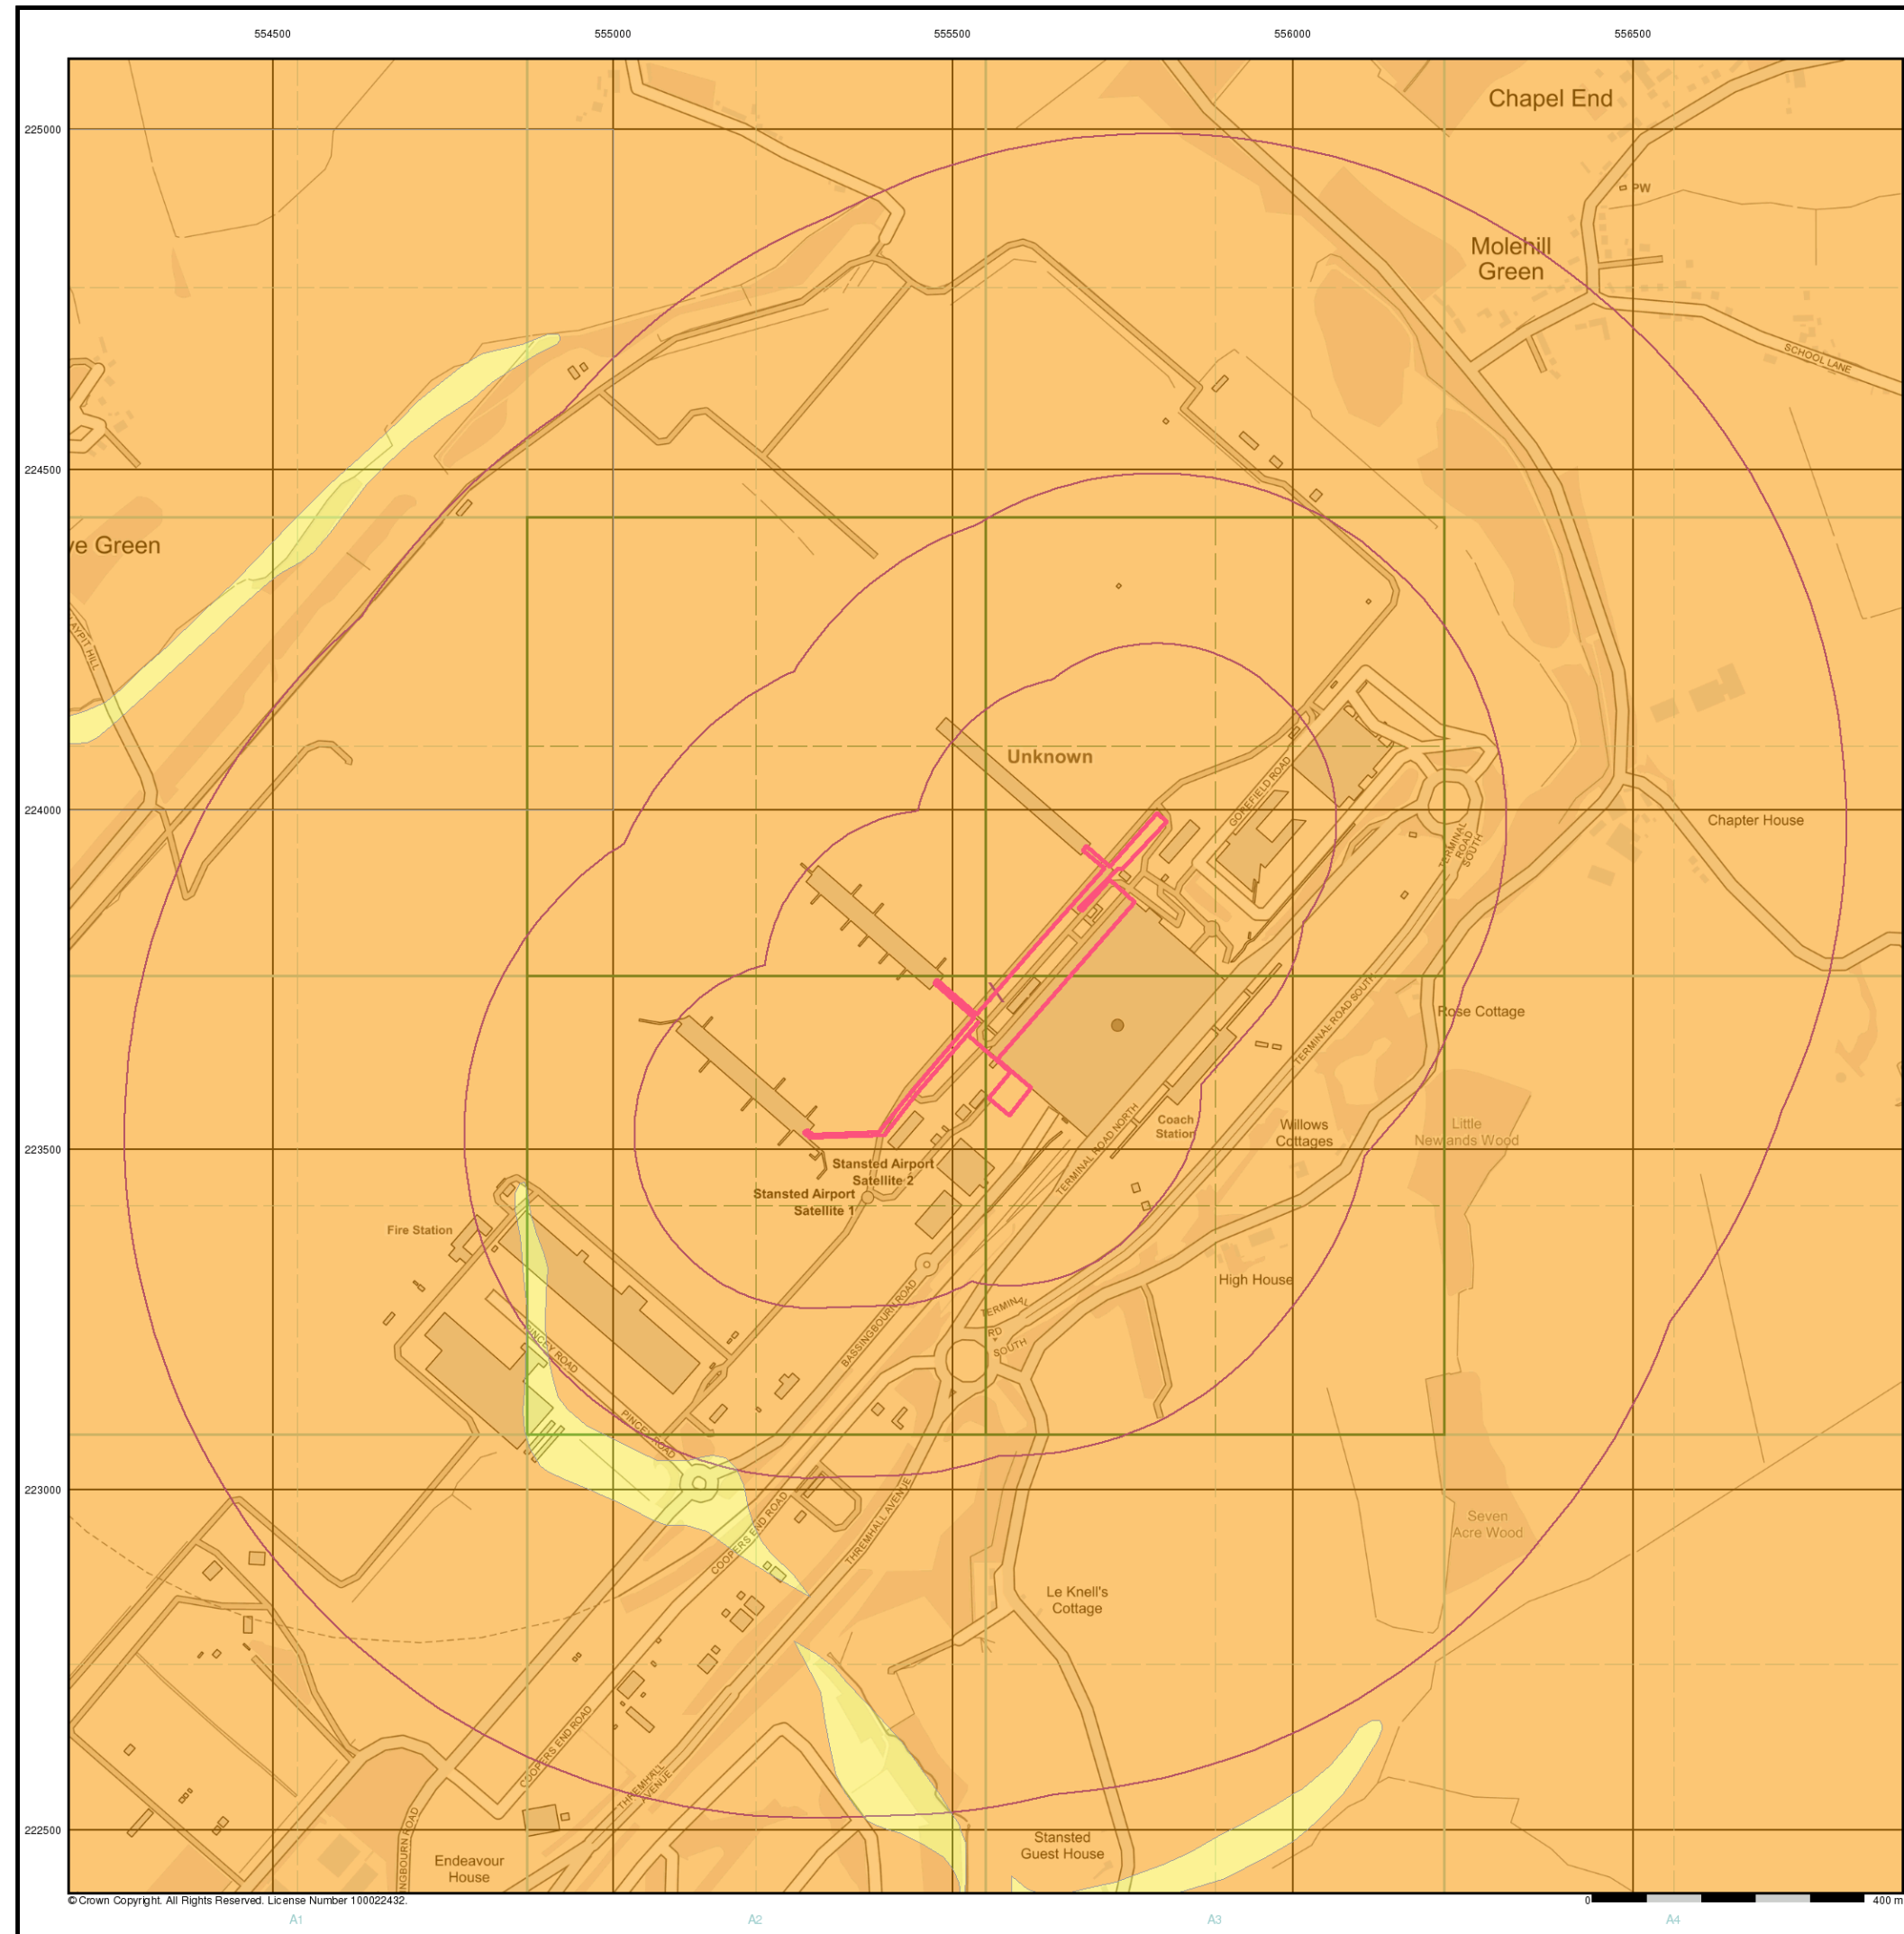 554500 555000 555500 556000 556500
225000
Chapel End
PW
Molehill
Green
SCHOOL LANE
224500
ve Green
AYPIT HILL
Unknown
GOREFIELD ROAD
224000
Chapter House
TERMINAL
ROAD
SOUTH
TERMINAL ROAD SOUTH
Rose Cottage
Coach
Station
Willows
Cottages
Little
Newlands Wood
TERMINAL ROAD NORTH
223500
Stansted Airport
Satellite 2
Stansted Airport
Satellite 1
Fire Station
High House
TERMINAL
RD
SOUTH
BASSINGBOURN ROAD
PINCEY ROAD
PINCEY ROAD
223000
COOPERS END ROAD
THREMHALL AVENUE
Seven
Acre Wood
Le Knell's
Cottage
COOPERS END ROAD
THREMHALL
AVENUE
222500
NGBOURN ROAD
Endeavour
House
Stansted
Guest House
© Crown Copyright. All Rights Reserved. License Number 100022432.
0 400 m
A1 A2 A3 A4